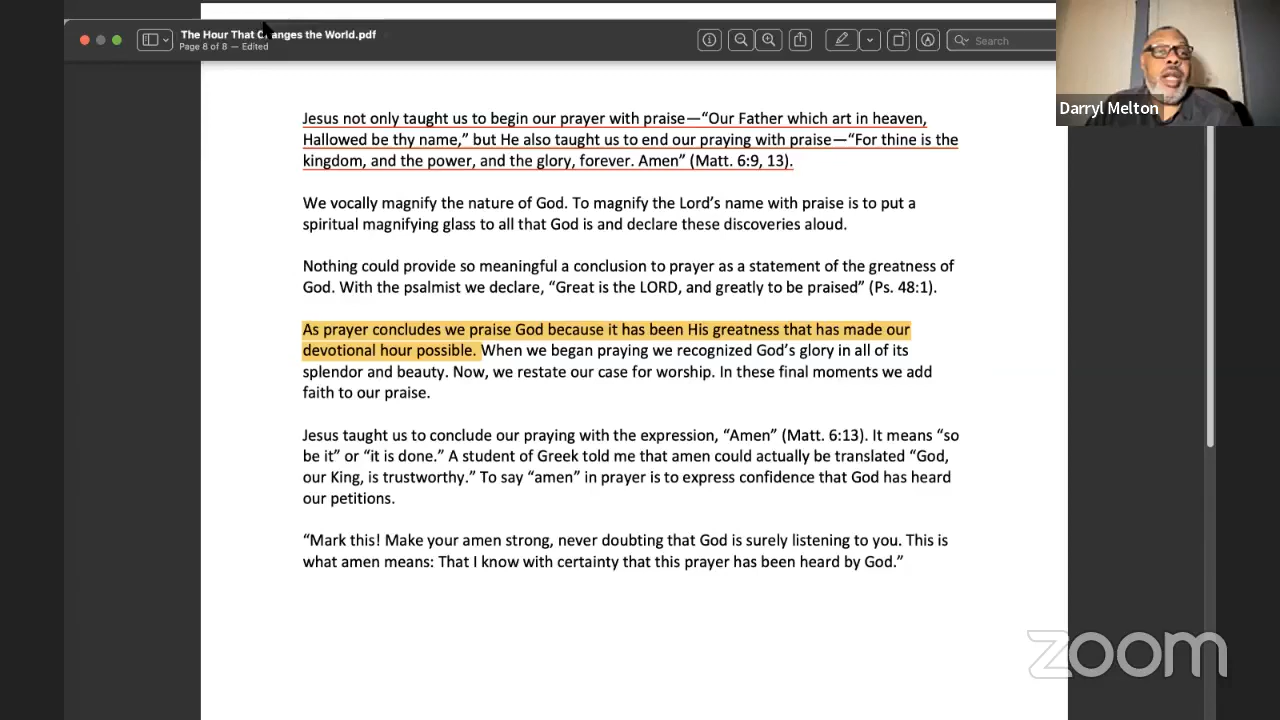 The Hour That Changes the World.pdf
Page 8 of 8 — Edited
Search
Darryl Melton
Jesus not only taught us to begin our prayer with praise—“Our Father which art in heaven,
Hallowed be thy name,” but He also taught us to end our praying with praise—“For thine is the
kingdom, and the power, and the glory, forever. Amen” (Matt. 6:9, 13).
We vocally magnify the nature of God. To magnify the Lord’s name with praise is to put a
spiritual magnifying glass to all that God is and declare these discoveries aloud.
Nothing could provide so meaningful a conclusion to prayer as a statement of the greatness of
God. With the psalmist we declare, “Great is the LORD, and greatly to be praised” (Ps. 48:1).
As prayer concludes we praise God because it has been His greatness that has made our
devotional hour possible. When we began praying we recognized God’s glory in all of its
splendor and beauty. Now, we restate our case for worship. In these final moments we add
faith to our praise.
Jesus taught us to conclude our praying with the expression, “Amen” (Matt. 6:13). It means “so
be it” or “it is done.” A student of Greek told me that amen could actually be translated “God,
our King, is trustworthy.” To say “amen” in prayer is to express confidence that God has heard
our petitions.
“Mark this! Make your amen strong, never doubting that God is surely listening to you. This is
what amen means: That I know with certainty that this prayer has been heard by God.”
zoom